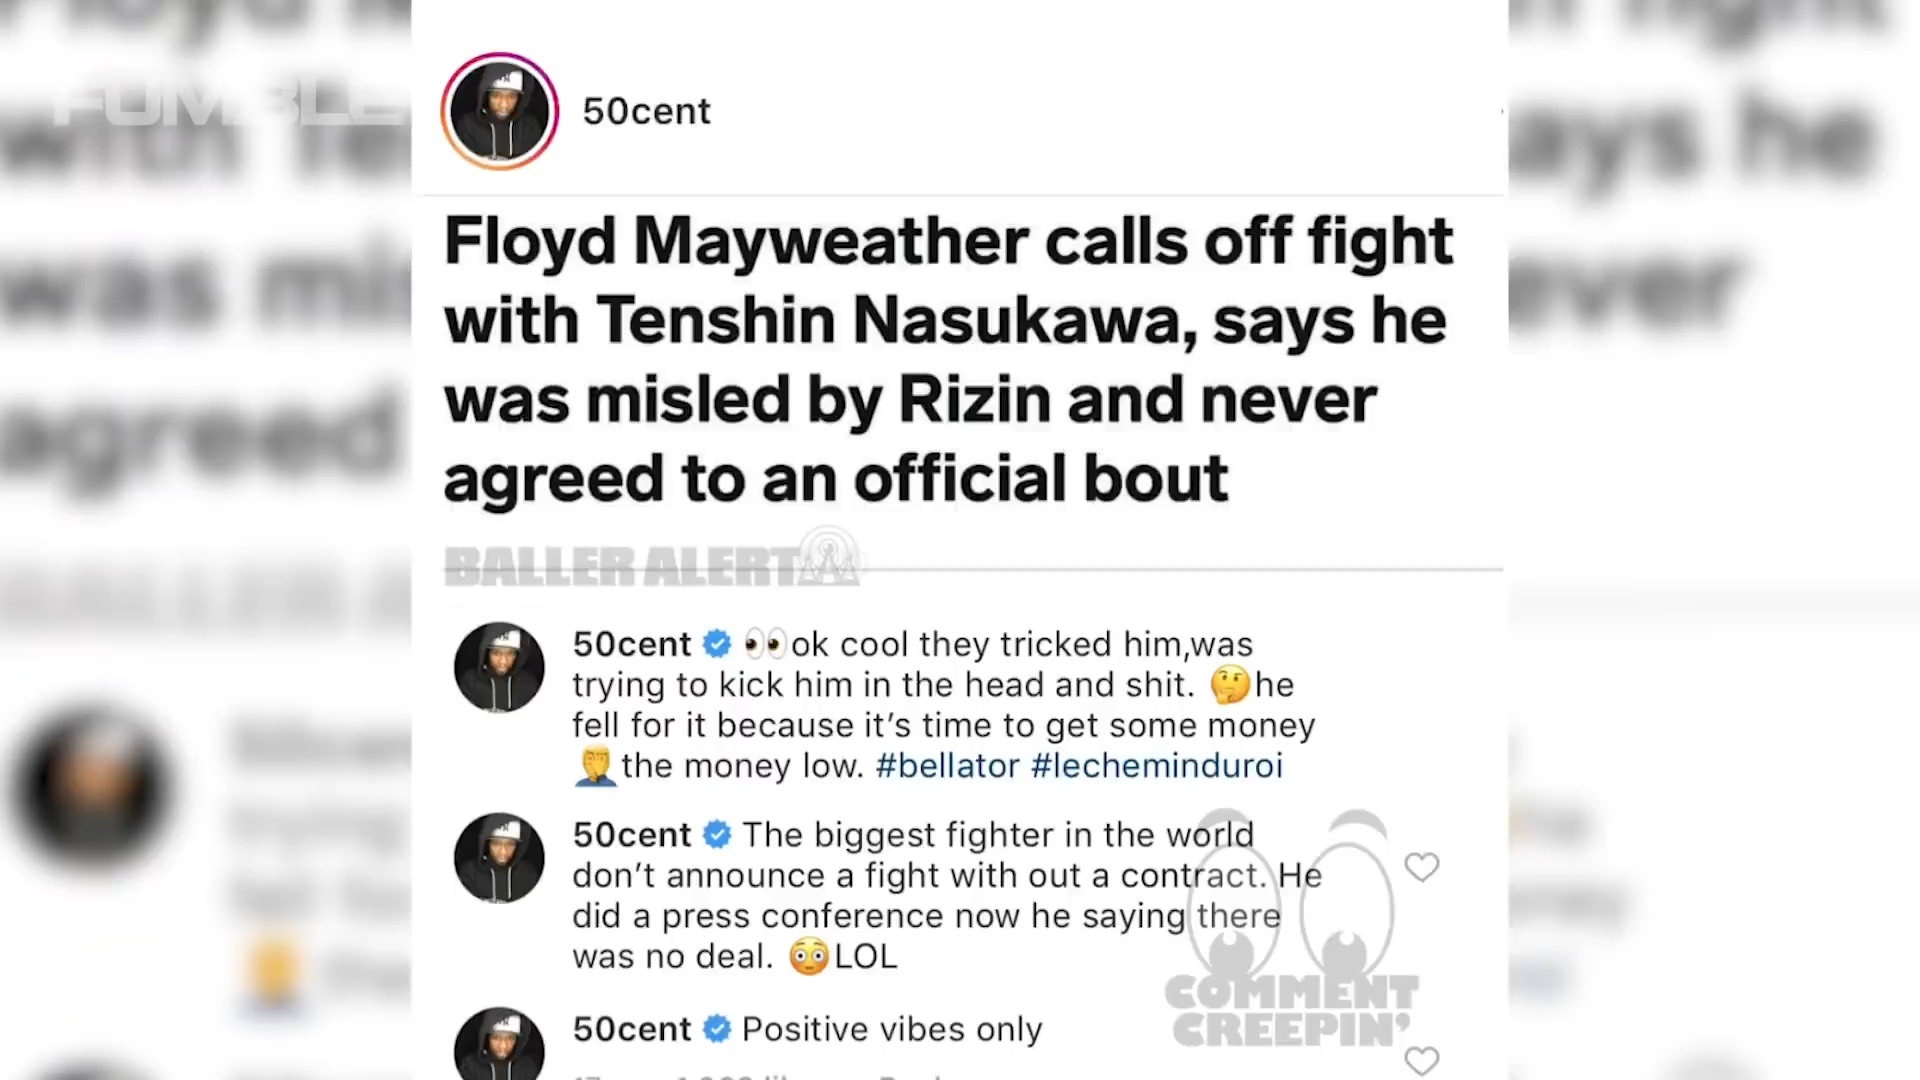 FUMBLE
50cent
Floyd Mayweather calls off fight
with Tenshin Nasukawa, says he
was misled by Rizin and never
agreed to an official bout
BALLER ALERT
50cent 👀ok cool they tricked him,was
trying to kick him in the head and shit. 🤔he
fell for it because it’s time to get some money
🤦‍♂️the money low. #bellator #lecheminduroi
50cent The biggest fighter in the world
don’t announce a fight with out a contract. He
did a press conference now he saying there
was no deal. 😳LOL
50cent Positive vibes only
COMMENT
CREEPIN’